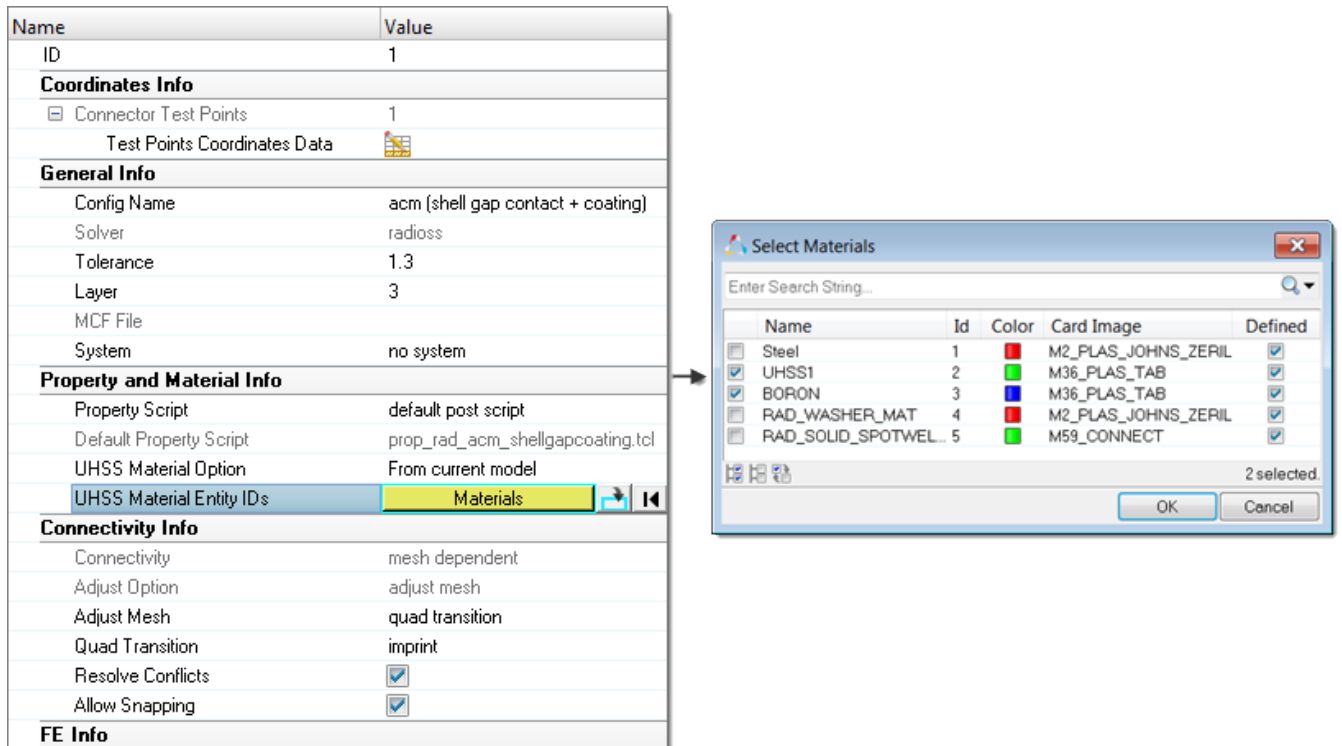 Name Value
ID 1
Coordinates Info
Connector Test Points 1
Test Points Coordinates Data
General Info
Config Name acm (shell gap contact + coating)
Solver radioss
Tolerance 1.3
Layer 3
MCF File
System no system
Property and Material Info
Property Script default post script
Default Property Script prop_rad_acm_shellgapcoating.tcl
UHSS Material Option From current model
UHSS Material Entity IDs Materials
Connectivity Info
Connectivity mesh dependent
Adjust Option adjust mesh
Adjust Mesh quad transition
Quad Transition imprint
Resolve Conflicts
Allow Snapping
FE Info
Select Materials
Enter Search String...
Name Id Color Card Image Defined
Steel 1 M2_PLAS_JOHNS_ZERIL
UHSS1 2 M36_PLAS_TAB
BORON 3 M36_PLAS_TAB
RAD_WASHER_MAT 4 M2_PLAS_JOHNS_ZERIL
RAD_SOLID_SPOTWEL... 5 M59_CONNECT
2 selected.
OK Cancel